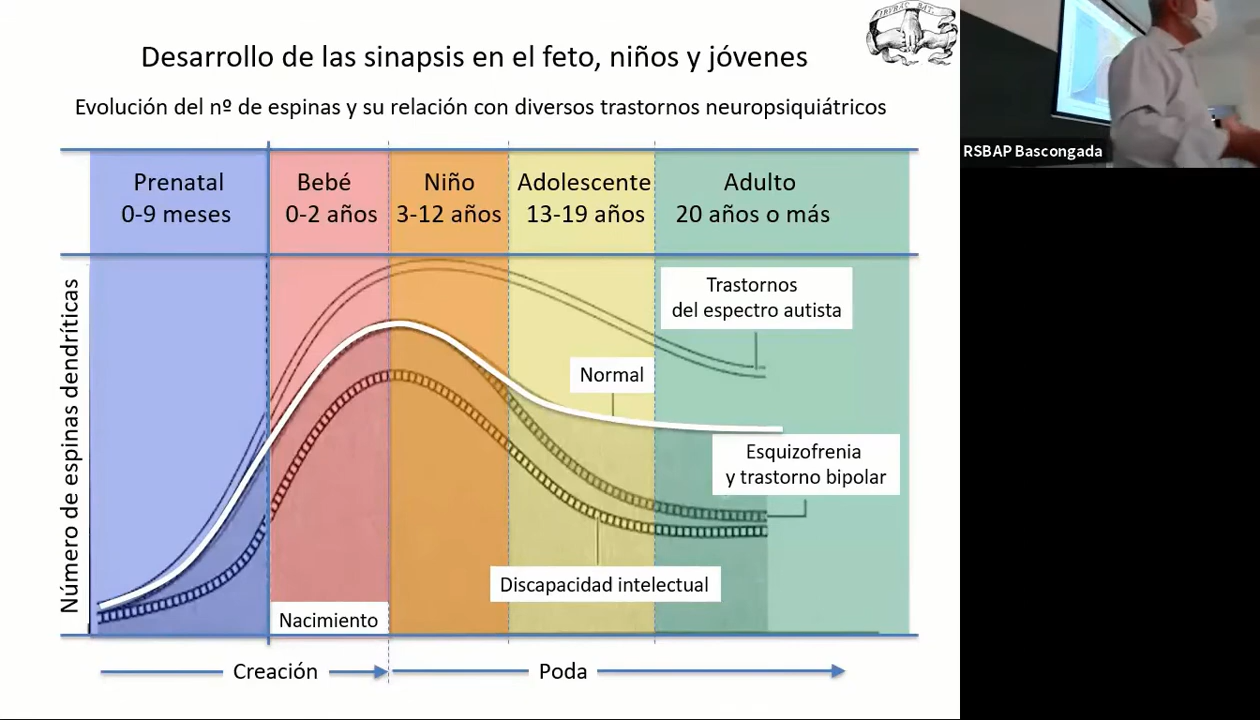 Desarrollo de las sinapsis en el feto, niños y jóvenes
Evolución del nº de espinas y su relación con diversos trastornos neuropsiquiátricos
RSBAP Bascongada
Prenatal
0-9 meses
Bebé
0-2 años
Niño
3-12 años
Adolescente
13-19 años
Adulto
20 años o más
Número de espinas dendríticas
Trastornos
del espectro autista
Normal
Esquizofrenia
y trastorno bipolar
Discapacidad intelectual
Nacimiento
Creación
Poda